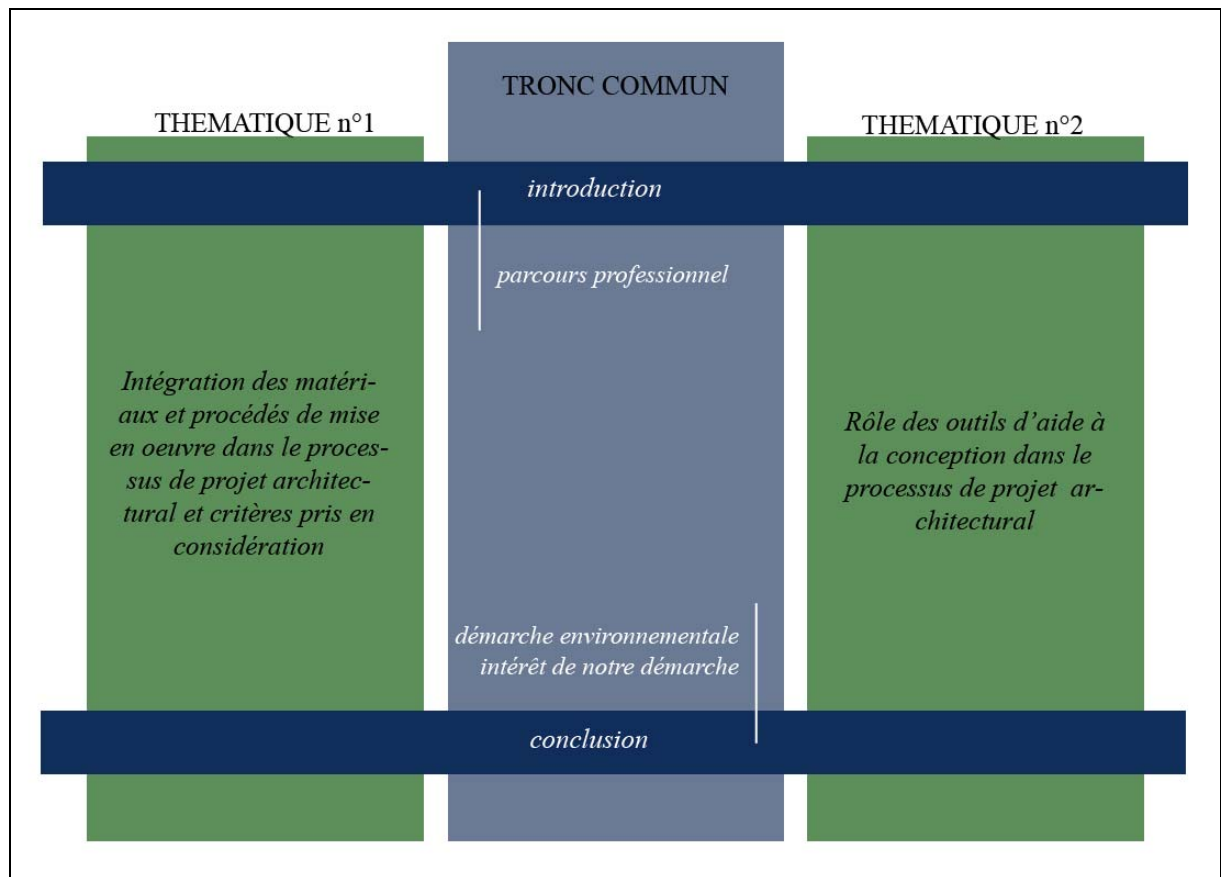 TRONC COMMUN
THEMATIQUE n°1
THEMATIQUE n°2
introduction
parcours professionnel
Intégration des matéri-
aux et procédés de mise
en oeuvre dans le proces-
sus de projet architec-
tural et critères pris en
considération
Rôle des outils d'aide à
la conception dans le
processus de projet ar-
chitectural
démarche environnementale
intérêt de notre démarche
conclusion